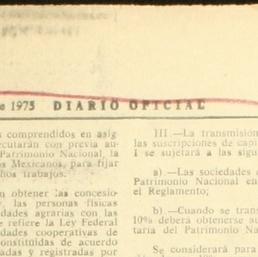 1975 DIARIO OFICIAL
comprendidos en asig
ecutarán con previa au
Patrimonio Nacional, la
os Mexicanos, para fijar
hos trabajos.
n obtener las concesio
, las personas físicas
dades agrarias con las
e refiere la Ley Federal
dades cooperativas de
onstituidas de acuerdo
adas y registradas por
III.—La transmisión
las suscripciones de capi
I se sujetará a las sigu
a).—Las sociedades
Patrimonio Nacional en
el Reglamento;
b).—Cuando se trans
10% deberá obtenerse au
taria del Patrimonio Na
Se considerará para